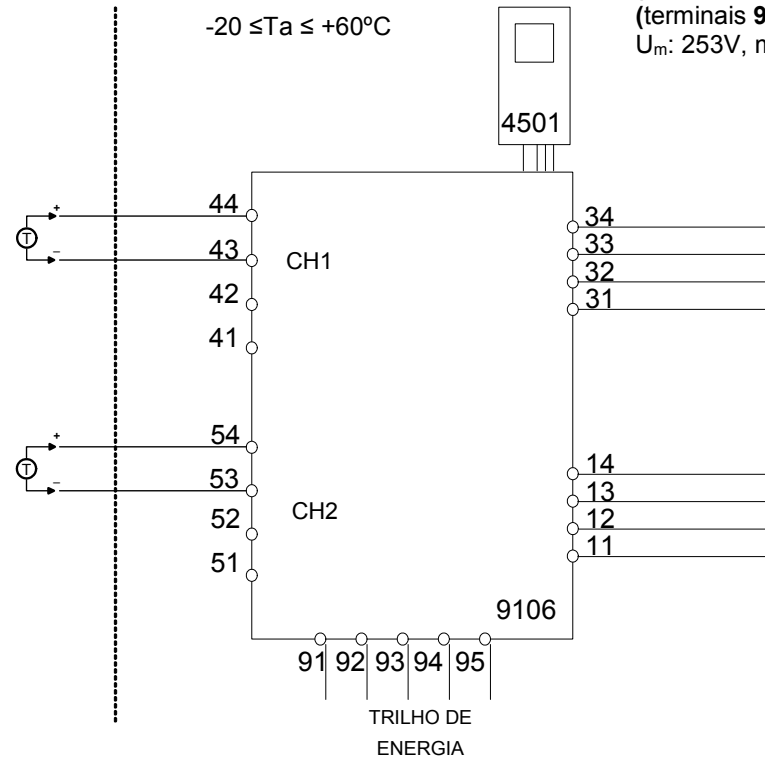 -20 ≤Ta ≤ +60ºC
(terminais 9
Uₘ: 253V, m
4501
44
43
42
41
CH1
+
T
–
34
33
32
31
54
53
52
51
CH2
+
T
–
14
13
12
11
9106
91 92 93 94 95
TRILHO DE
ENERGIA